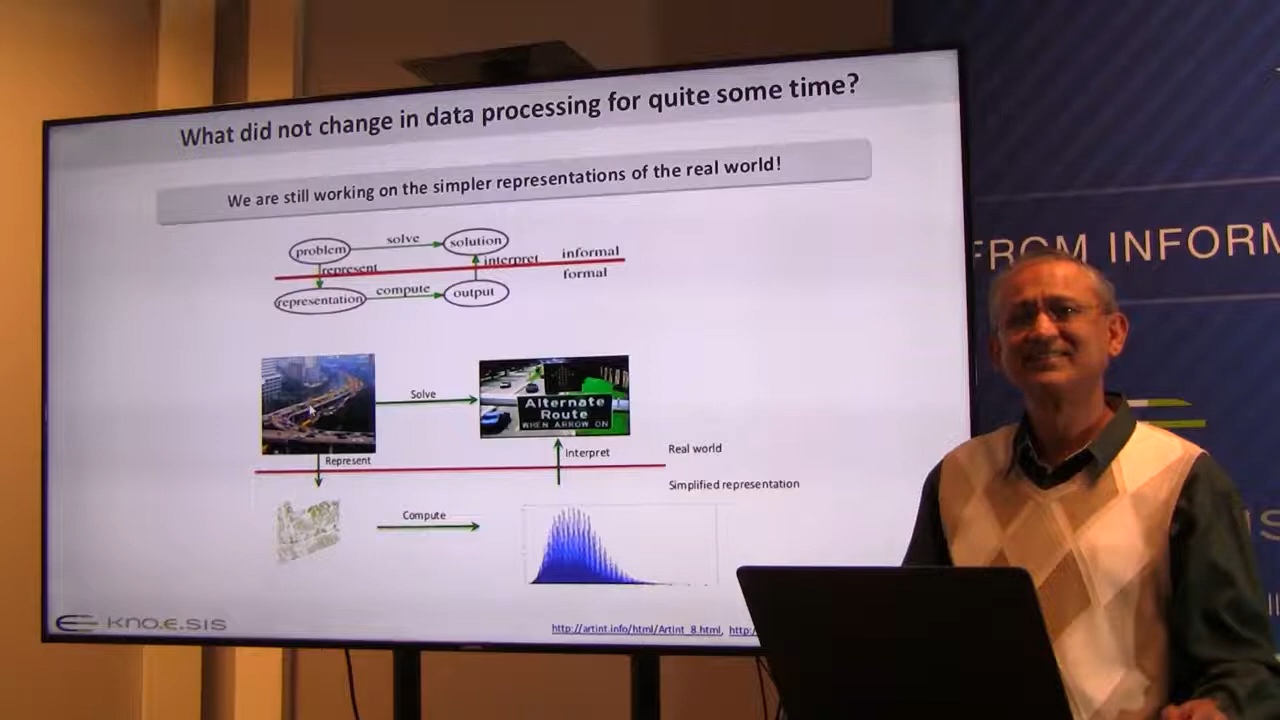 What did not change in data processing for quite some time?
We are still working on the simpler representations of the real world!
problem
solve
solution
represent
interpret
informal
formal
representation
compute
output
Solve
Alternate
Route
WHEN ARROW ON
Represent
Interpret
Real world
Simplified representation
Compute
kno.e.sis
http://artint.info/html/ArtInt_8.html, http:/
FROM INFORM